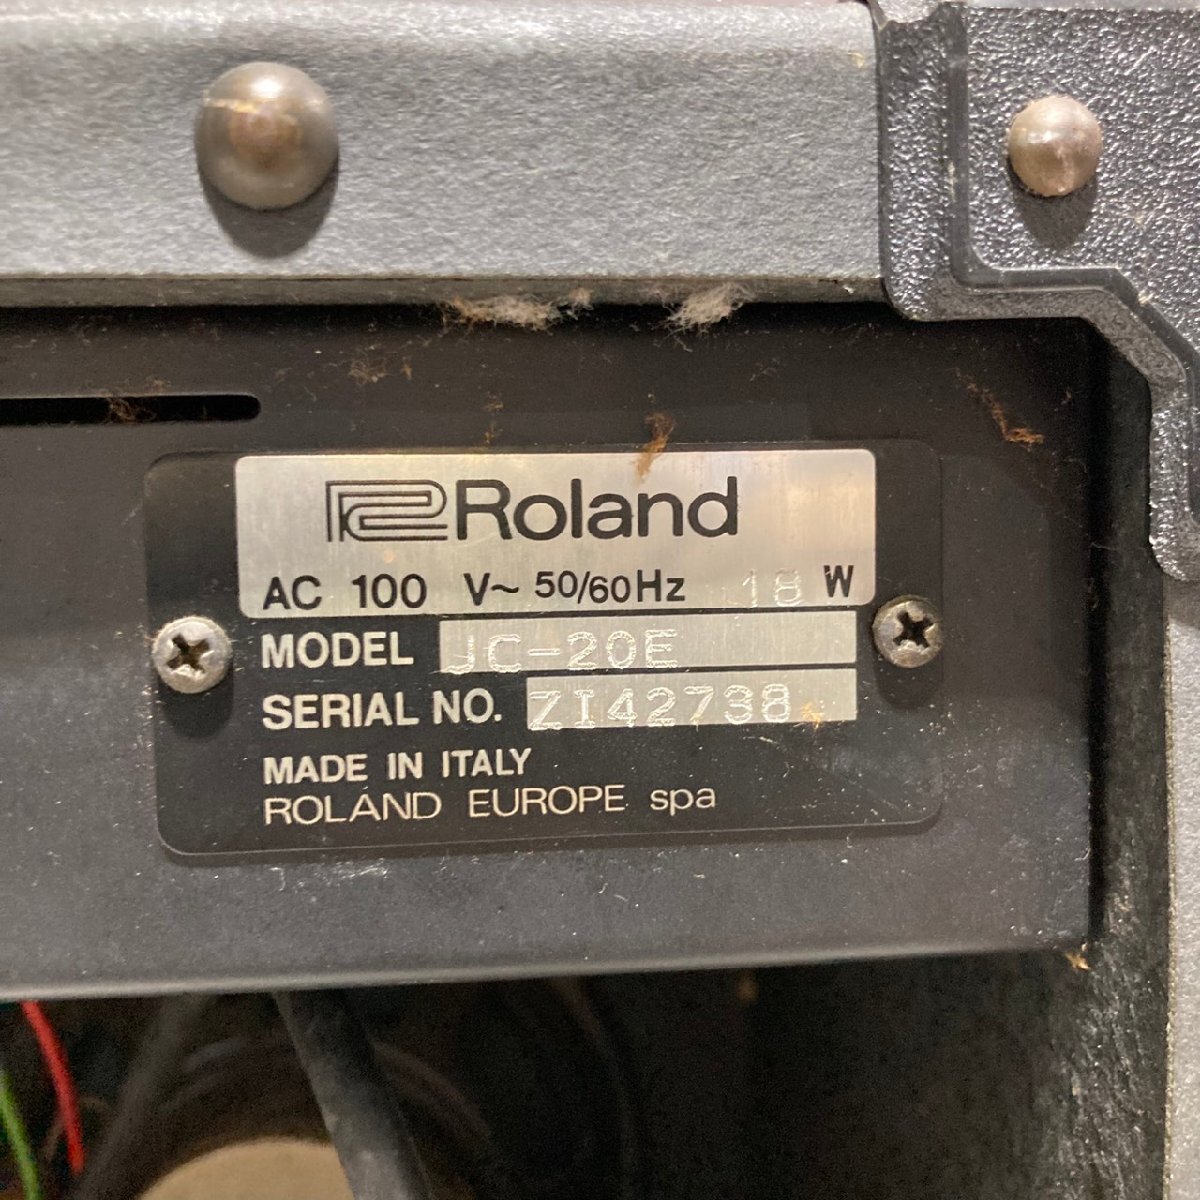 Roland
AC 100 V~ 50/60Hz 18 W
MODEL JC-20E
SERIAL NO. ZI42738
MADE IN ITALY
ROLAND EUROPE spa